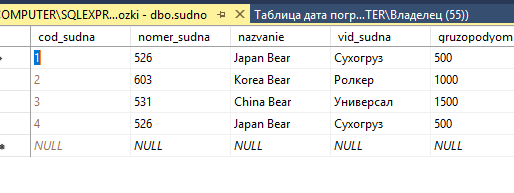 COMPUTER\SQLEXPR...ozki - dbo.sudno Таблица дата погр...TER\Владелец (55))
cod_sudna nomer_sudna nazvanie vid_sudna gruzopodyom
1 526 Japan Bear Сухогруз 500
2 603 Korea Bear Ролкер 1000
3 531 China Bear Универсал 1500
4 526 Japan Bear Сухогруз 500
NULL NULL NULL NULL NULL